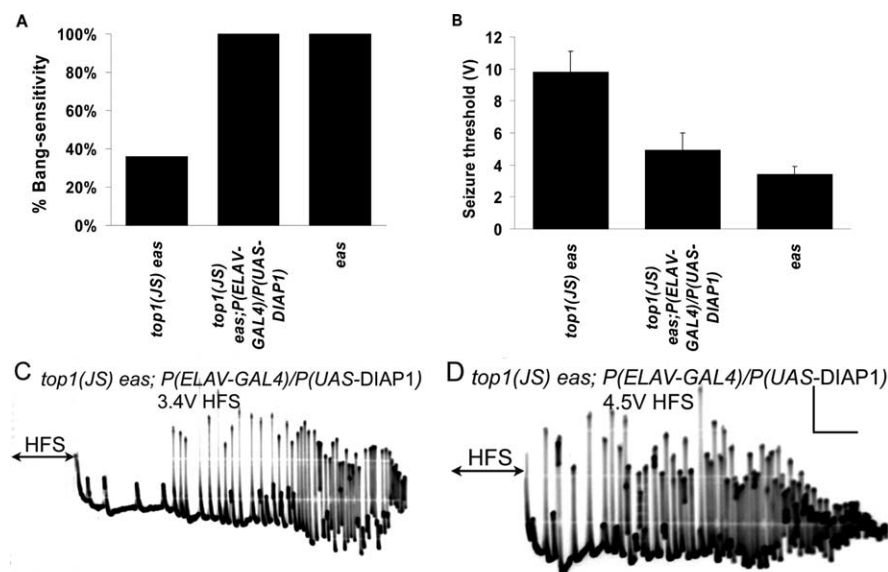 A
100%
80%
60%
40%
20%
0%
% Bang-sensitivity
top1(JS) eas
top1(JS)
eas;P(ELAV-
GAL4)/P(UAS-
DIAP1)
eas
B
12
10
8
6
4
2
0
Seizure threshold (V)
top1(JS) eas
top1(JS)
eas;P(ELAV-
GAL4)/P(UAS-
DIAP1)
eas
C top1(JS) eas; P(ELAV-GAL4)/P(UAS-DIAP1)
3.4V HFS
HFS
D top1(JS) eas; P(ELAV-GAL4)/P(UAS-DIAP1)
4.5V HFS
HFS